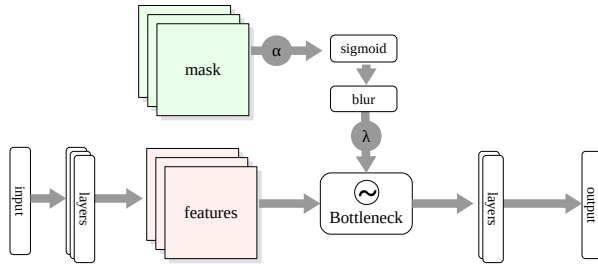 mask
α
sigmoid
blur
λ
input
layers
features
~
Bottleneck
layers
output